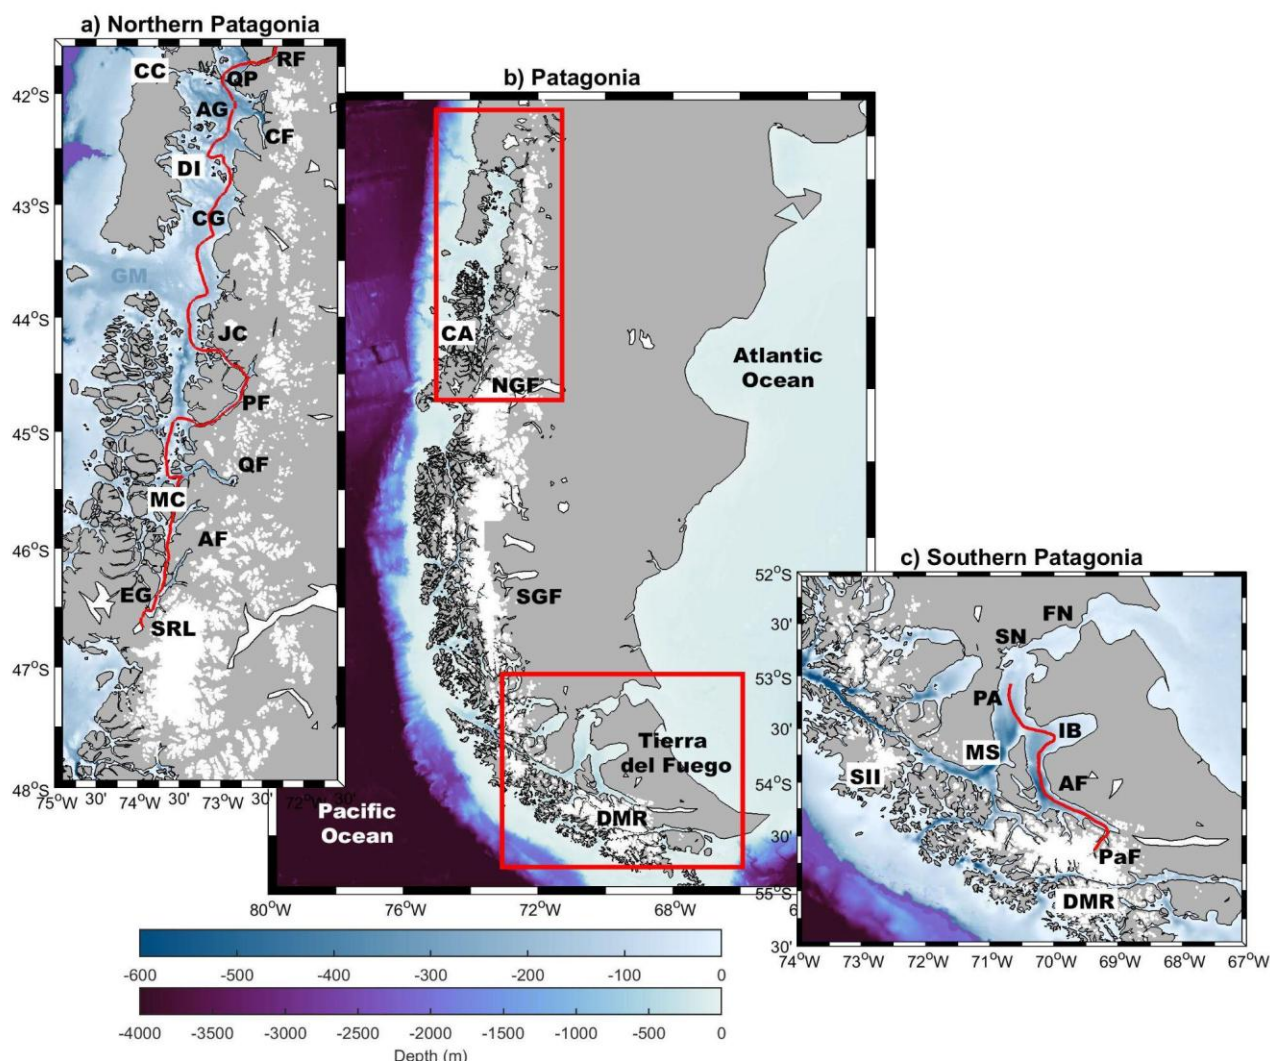 a) Northern Patagonia
RF
CC
QP
42°S
AG
CF
DI
43°S
CG
GM
44°S
JC
PF
45°S
QF
MC
46°S
AF
EG
SRL
47°S
48°S
75°W 30' 74°W 30' 73°W 30' 72°W 30'
b) Patagonia
CA
NGF
Atlantic
Ocean
SGF
Tierra
del Fuego
DMR
Pacific
Ocean
80°W 76°W 72°W 68°W 6
c) Southern Patagonia
52°S
FN
30'
SN
53°S
PA
IB
30'
MS
SII
54°S
AF
30'
PaF
55°S
DMR
30'
74°W 73°W 72°W 71°W 70°W 69°W 68°W 67°W
-600 -500 -400 -300 -200 -100 0
-4000 -3500 -3000 -2500 -2000 -1500 -1000 -500 0
Depth (m)